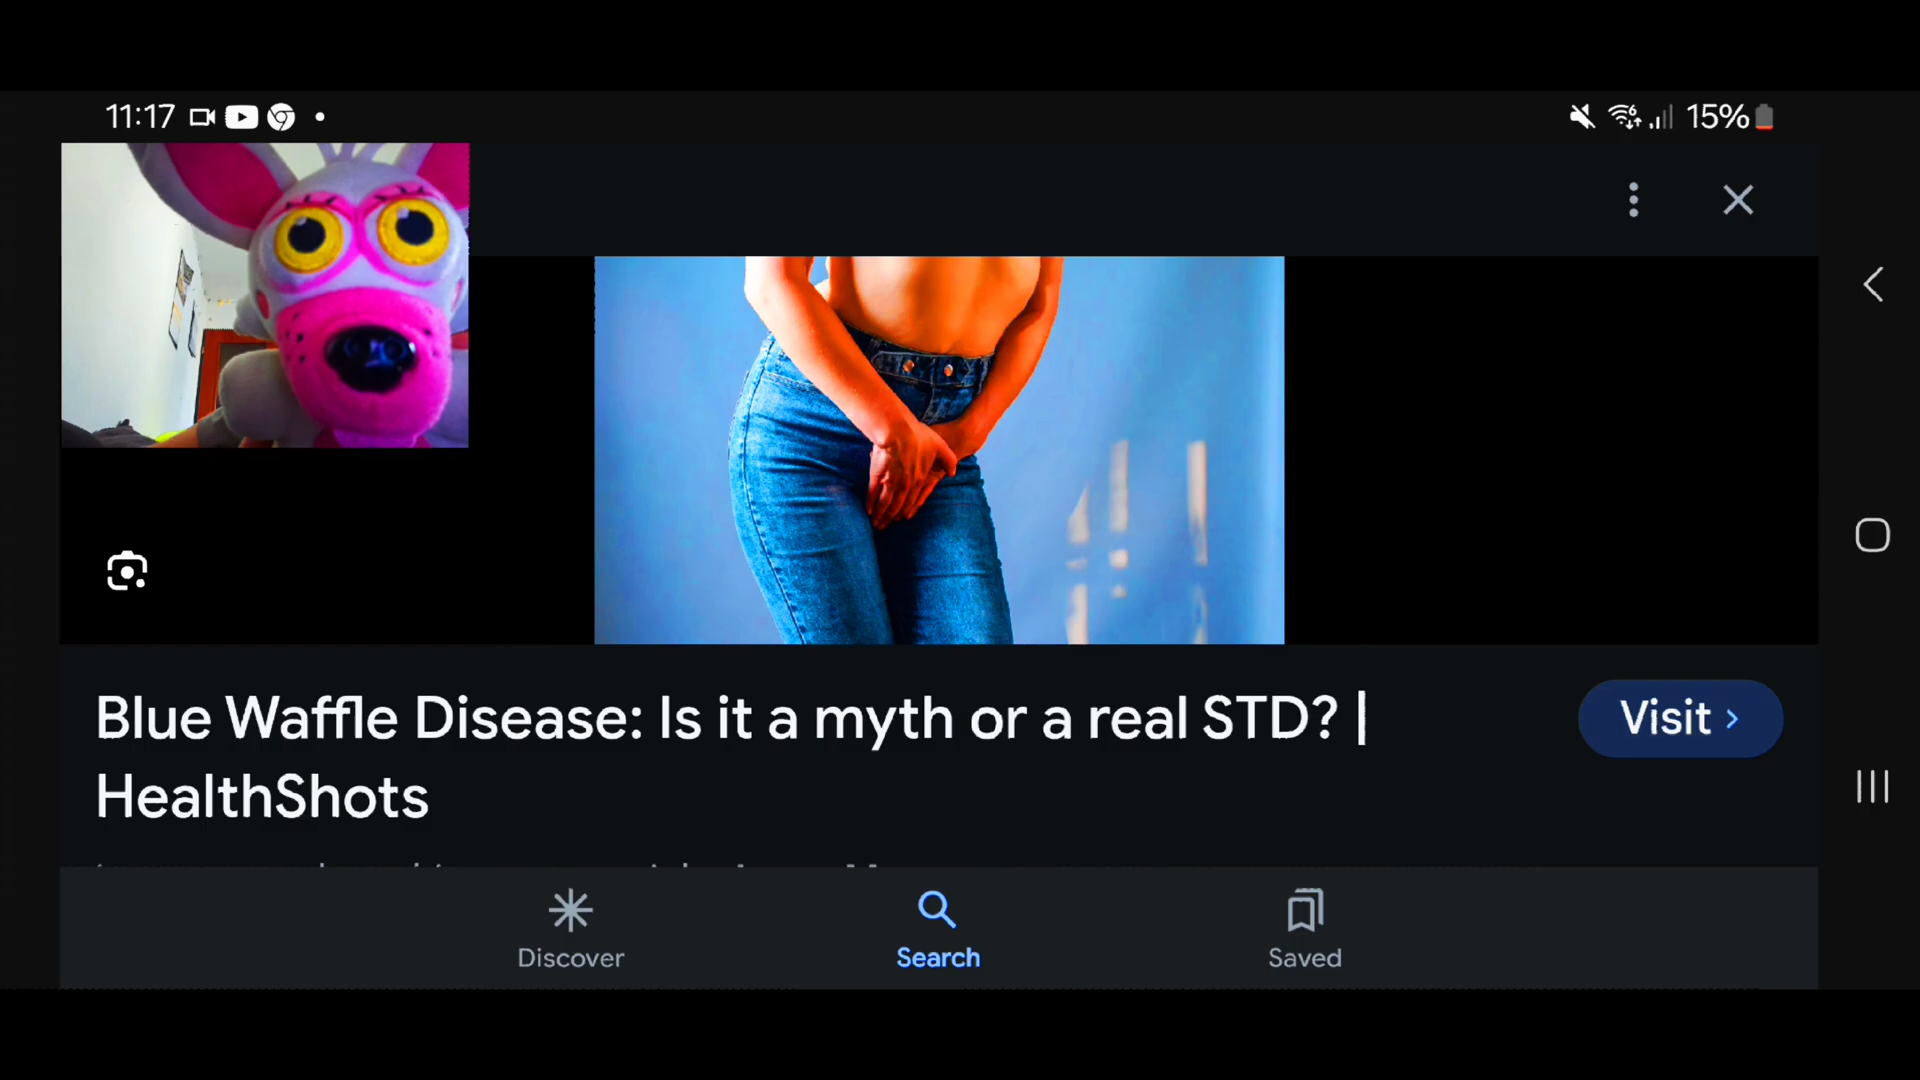 11:17
15%
Blue Waffle Disease: Is it a myth or a real STD? |
HealthShots
Visit
Discover
Search
Saved